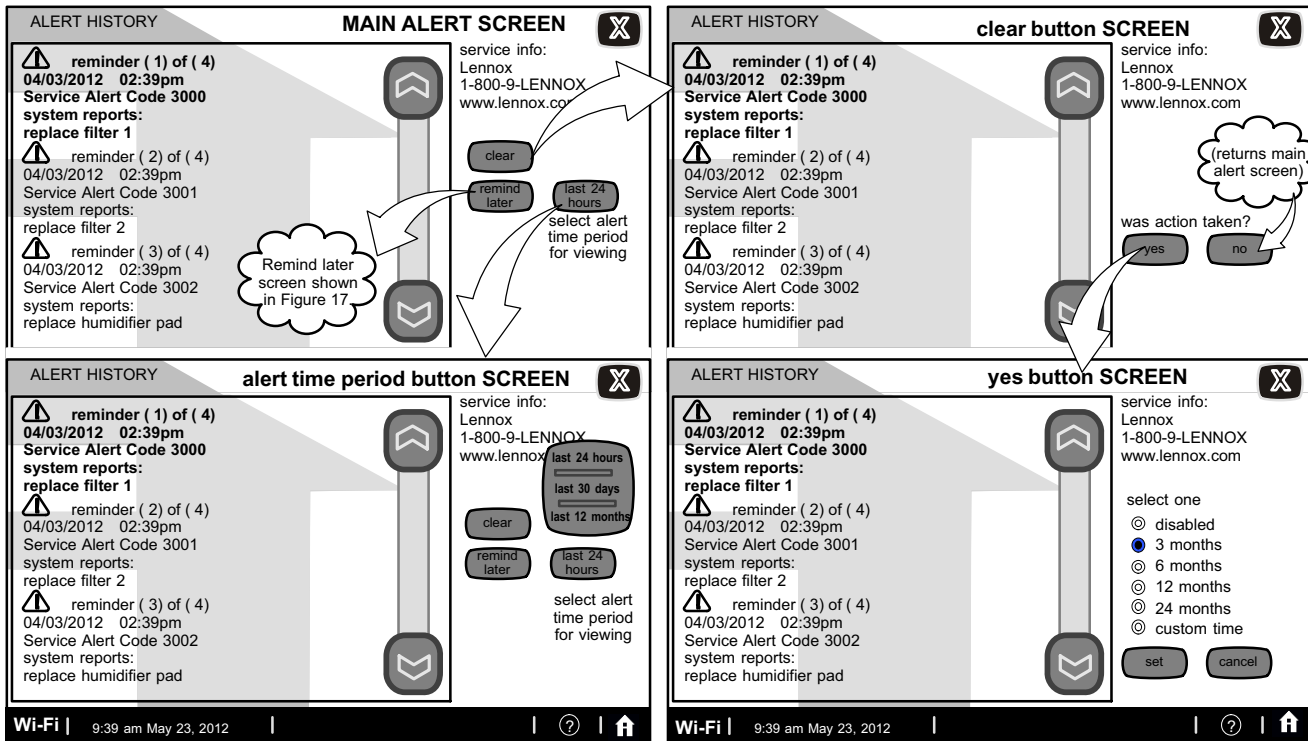 ALERT HISTORY
MAIN ALERT SCREEN
X
reminder ( 1) of ( 4)
04/03/2012 02:39pm
Service Alert Code 3000
system reports:
replace filter 1
reminder ( 2) of ( 4)
04/03/2012 02:39pm
Service Alert Code 3001
system reports:
replace filter 2
reminder ( 3) of ( 4)
04/03/2012 02:39pm
Service Alert Code 3002
system reports:
replace humidifier pad
service info:
Lennox
1-800-9-LENNOX
www.lennox.com
clear
remind
later
last 24
hours
select alert
time period
for viewing
Remind later
screen shown
in Figure 17.
ALERT HISTORY
clear button SCREEN
X
reminder ( 1) of ( 4)
04/03/2012 02:39pm
Service Alert Code 3000
system reports:
replace filter 1
reminder ( 2) of ( 4)
04/03/2012 02:39pm
Service Alert Code 3001
system reports:
replace filter 2
reminder ( 3) of ( 4)
04/03/2012 02:39pm
Service Alert Code 3002
system reports:
replace humidifier pad
service info:
Lennox
1-800-9-LENNOX
www.lennox.com
(returns main
alert screen)
was action taken?
yes
no
ALERT HISTORY
alert time period button SCREEN
X
reminder ( 1) of ( 4)
04/03/2012 02:39pm
Service Alert Code 3000
system reports:
replace filter 1
reminder ( 2) of ( 4)
04/03/2012 02:39pm
Service Alert Code 3001
system reports:
replace filter 2
reminder ( 3) of ( 4)
04/03/2012 02:39pm
Service Alert Code 3002
system reports:
replace humidifier pad
service info:
Lennox
1-800-9-LENNOX
www.lennox
last 24 hours
last 30 days
last 12 months
clear
remind
later
last 24
hours
select alert
time period
for viewing
Wi-Fi | 9:39 am May 23, 2012 | | ? |
ALERT HISTORY
yes button SCREEN
X
reminder ( 1) of ( 4)
04/03/2012 02:39pm
Service Alert Code 3000
system reports:
replace filter 1
reminder ( 2) of ( 4)
04/03/2012 02:39pm
Service Alert Code 3001
system reports:
replace filter 2
reminder ( 3) of ( 4)
04/03/2012 02:39pm
Service Alert Code 3002
system reports:
replace humidifier pad
service info:
Lennox
1-800-9-LENNOX
www.lennox.com
select one
disabled
3 months
6 months
12 months
24 months
custom time
set
cancel
Wi-Fi | 9:39 am May 23, 2012 | | ? |